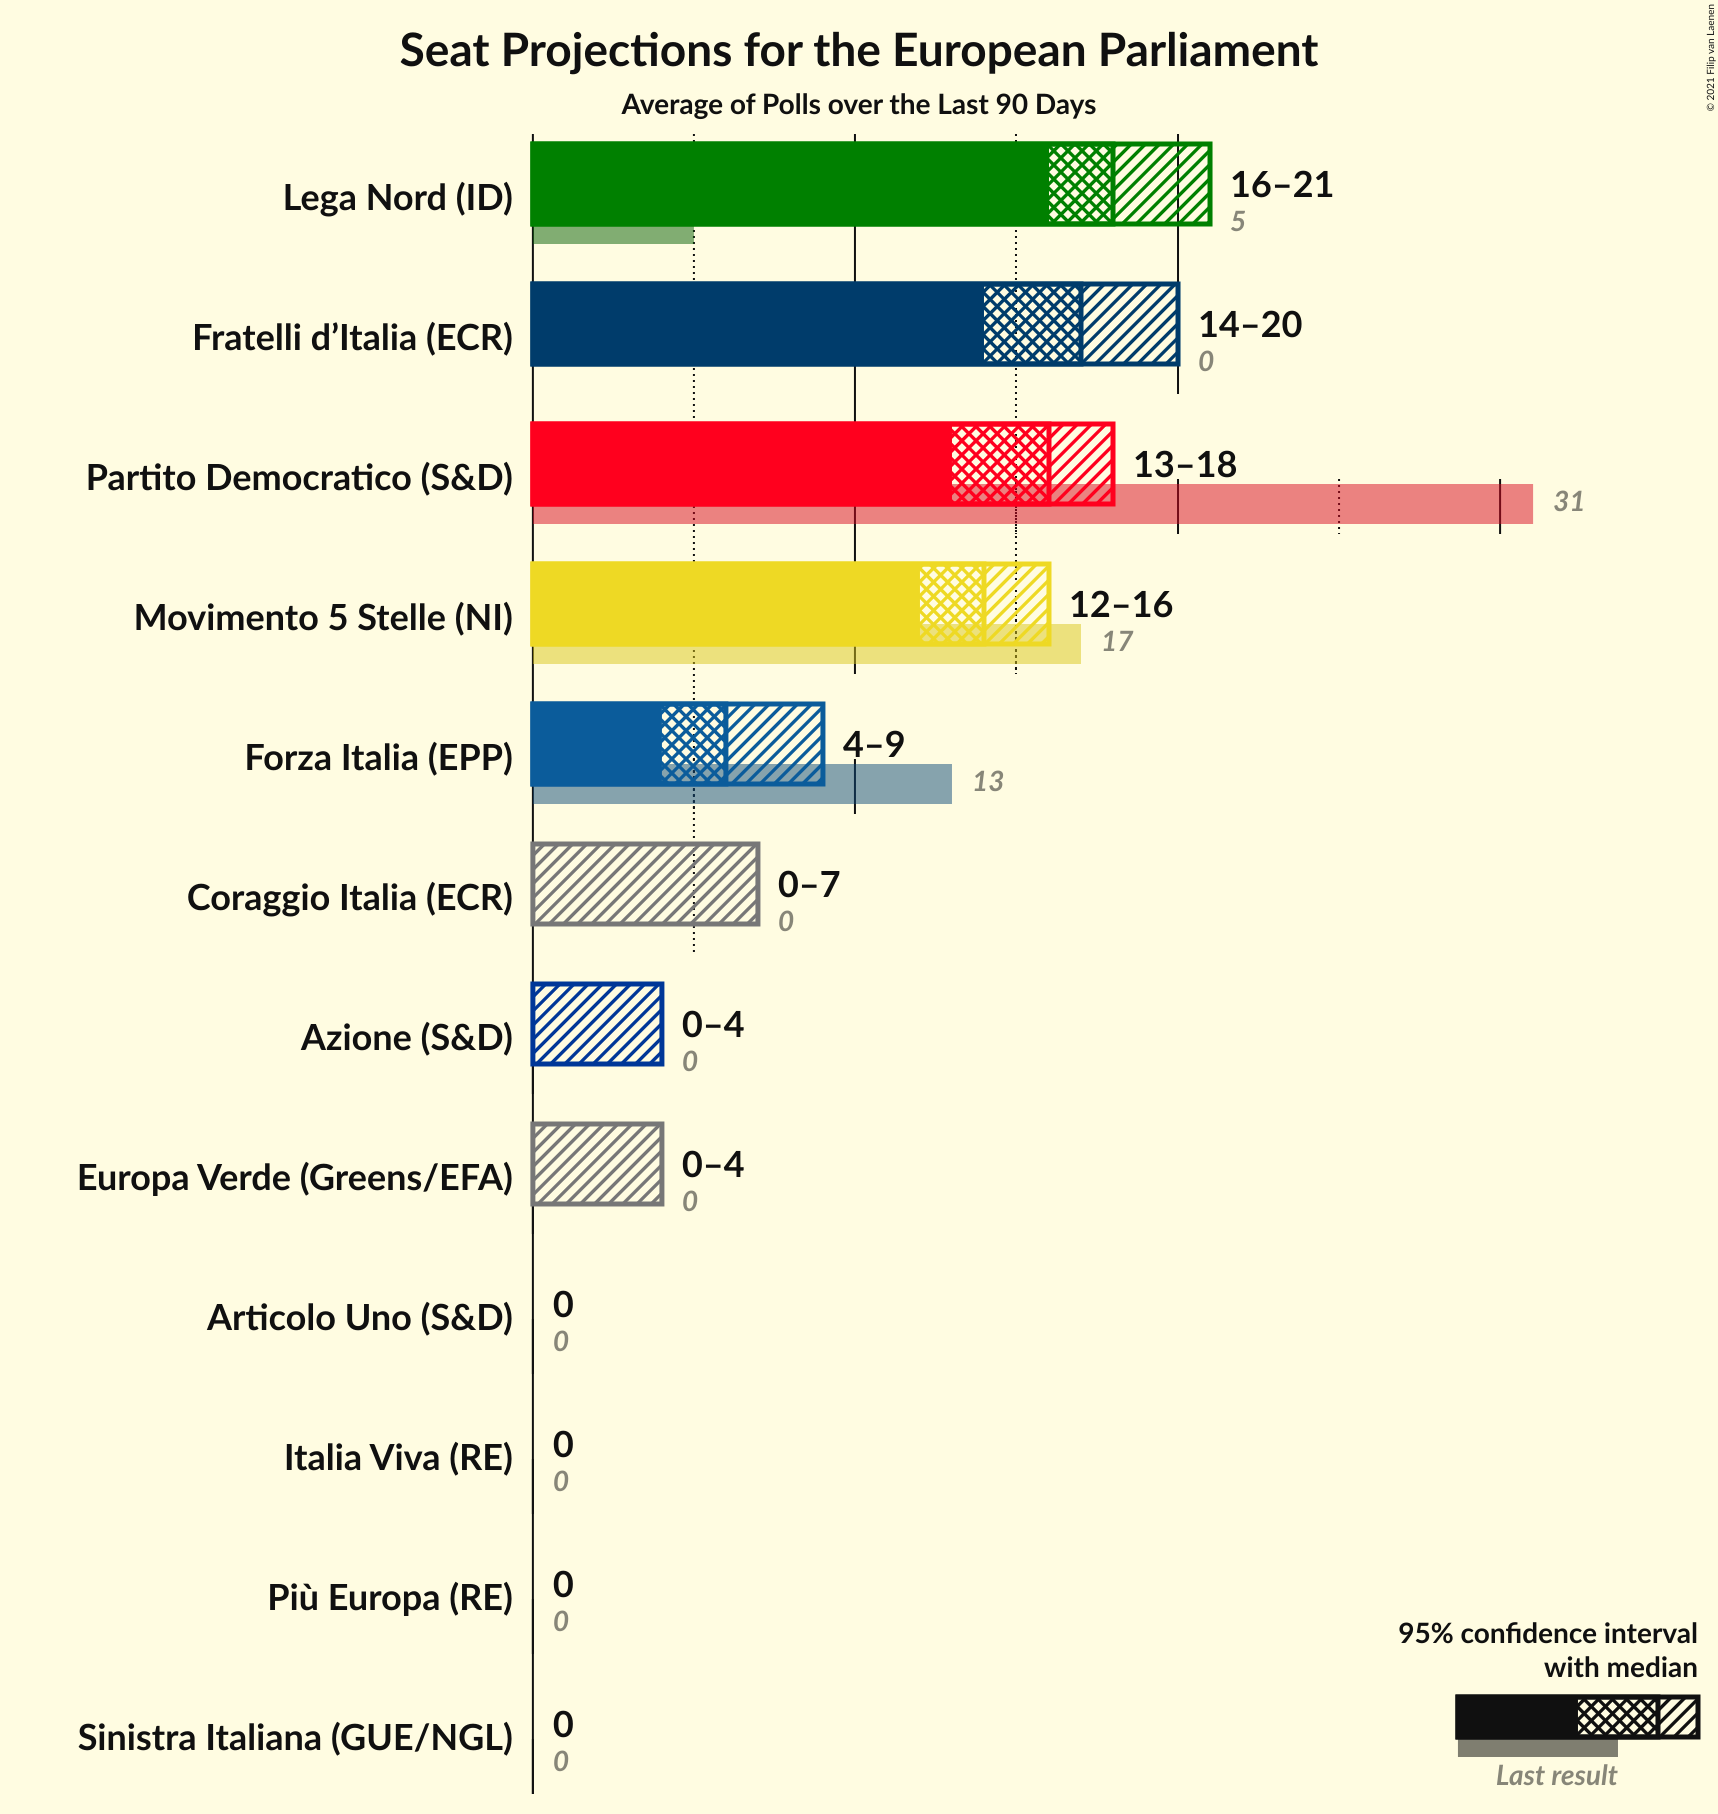 Seat Projections for the European Parliament
Average of Polls over the Last 90 Days
© 2021 Filip van Laenen
Lega Nord (ID)
16–21
5
Fratelli d’Italia (ECR)
14–20
0
Partito Democratico (S&D)
13–18
31
Movimento 5 Stelle (NI)
12–16
17
Forza Italia (EPP)
4–9
13
Coraggio Italia (ECR)
0–7
0
Azione (S&D)
0–4
0
Europa Verde (Greens/EFA)
0–4
0
Articolo Uno (S&D)
0
0
Italia Viva (RE)
0
0
Più Europa (RE)
0
0
Sinistra Italiana (GUE/NGL)
0
0
95% confidence interval
with median
Last result